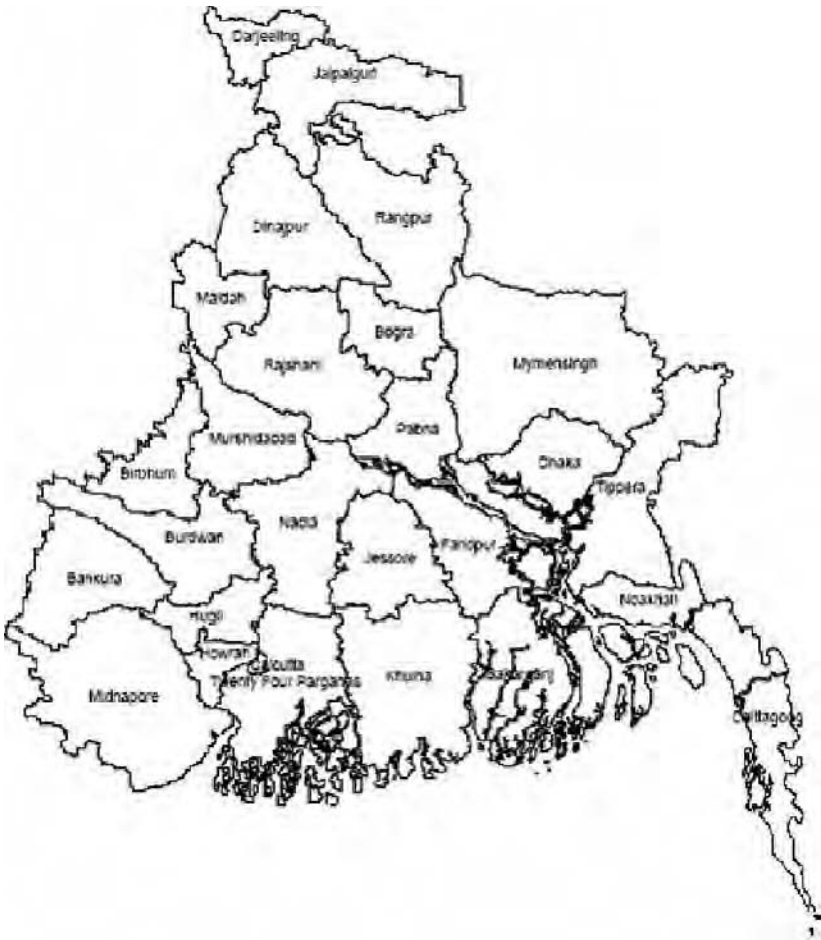 Darjeeling
Jalpaiguri
Dinajpur
Rangpur
Maldah
Bogra
Rajshahi
Mymensingh
Murshidabad
Pabna
Birbhum
Dhaka
Tippera
Nadia
Burdwan
Jessore
Faridpur
Bankura
Noakhali
Hugli
Howrah
Calcutta
Twenty Four Parganas
Khulna
Bakarganj
Midnapore
Chittagong